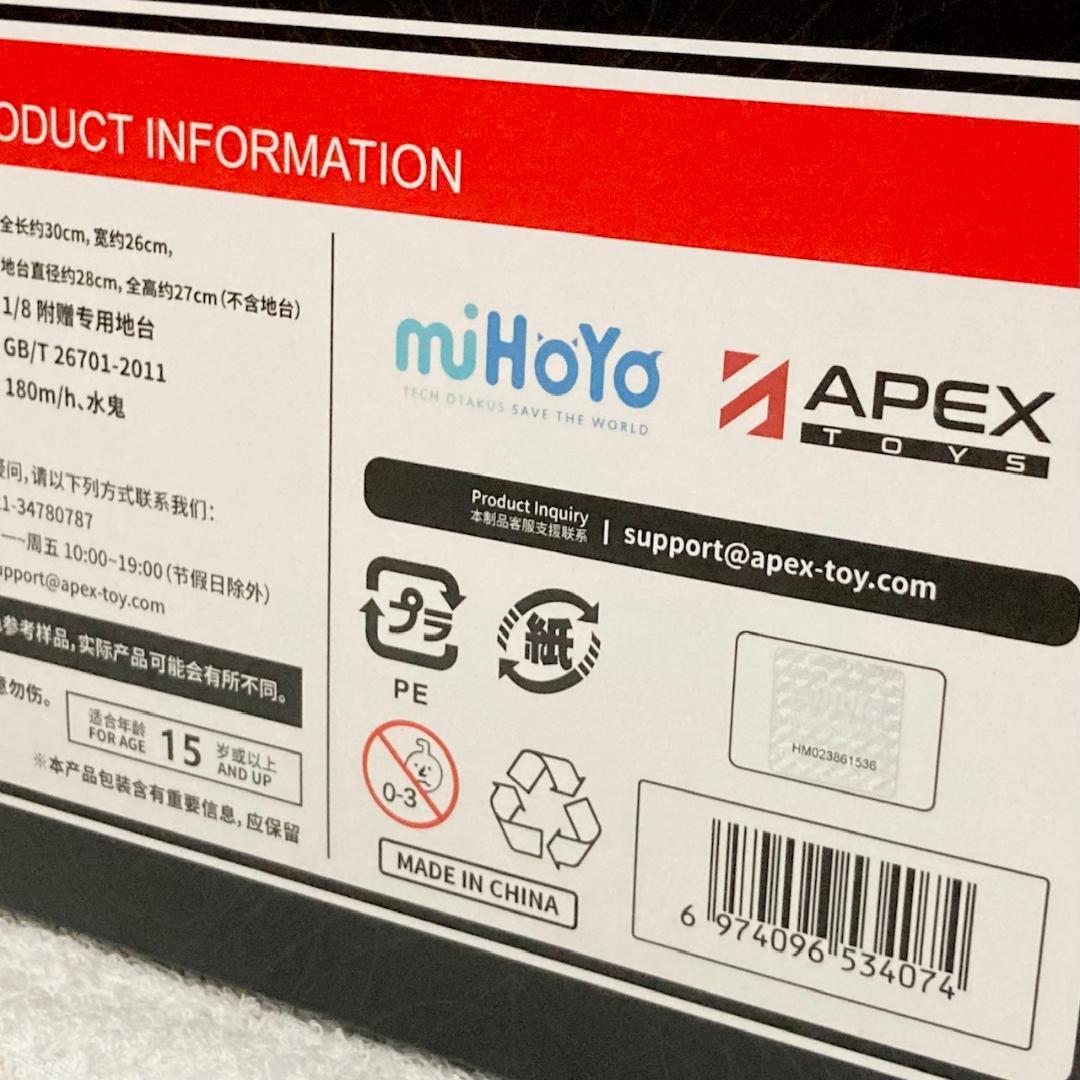 ODUCT INFORMATION
全长约30cm, 宽约26cm,
地台直径约28cm, 全高约27cm(不含地台)
1/8 附赠专用地台
GB/T 26701-2011
180m/h、水鬼
疑问, 请以下列方式联系我们:
1-34780787
一~周五 10:00~19:00(节假日除外)
upport@apex-toy.com
参考样品, 实际产品可能会有所不同。
意勿伤。
适合年龄
FOR AGE
15
岁或以上
AND UP
※本产品包装含有重要信息, 应保留
miHoYo
TECH OTAKUS SAVE THE WORLD
APEX
TOYS
Product Inquiry
本制品客服支援联系
| support@apex-toy.com
プラ
PE
紙
0-3
MADE IN CHINA
HM023861536
6 974096 534074